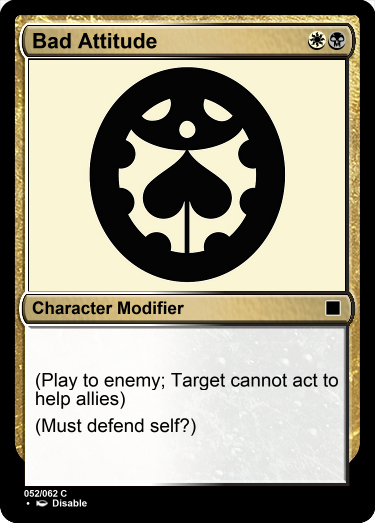 Bad Attitude
Character Modifier
(Play to enemy; Target cannot act to
help allies)
(Must defend self?)
052/062 C
• Disable